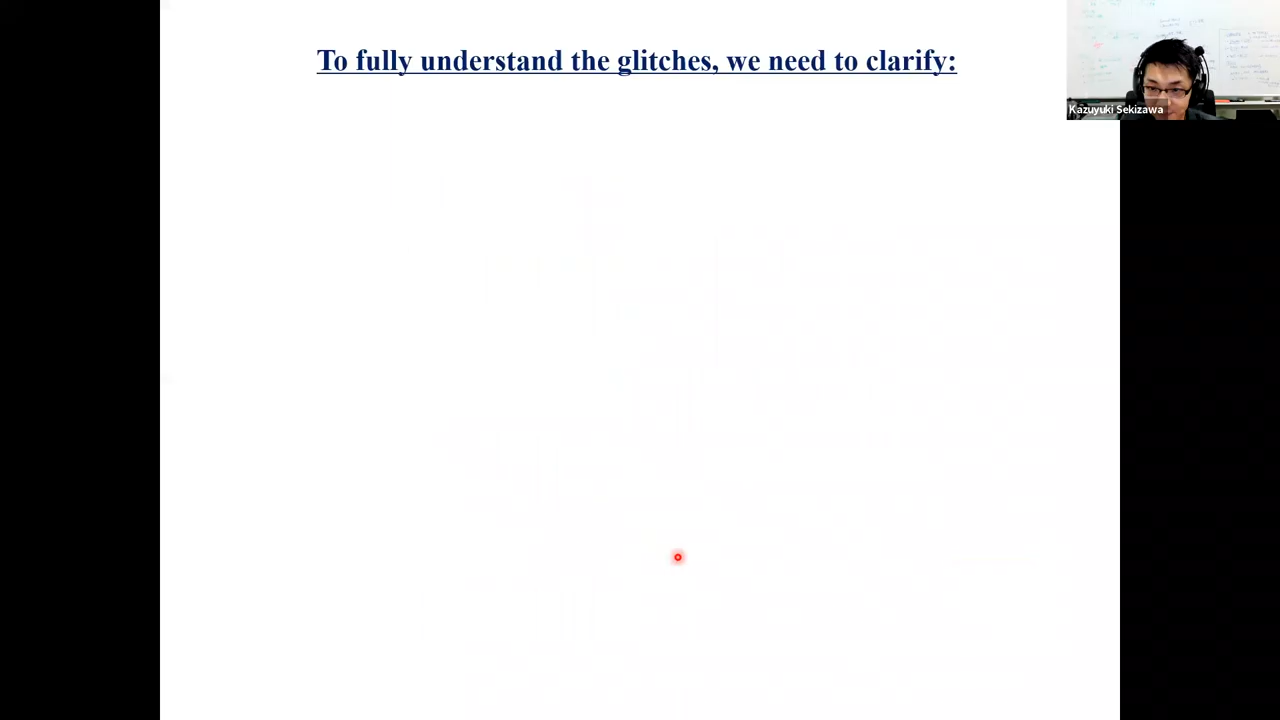 To fully understand the glitches, we need to clarify:
Kazuyuki Sekizawa